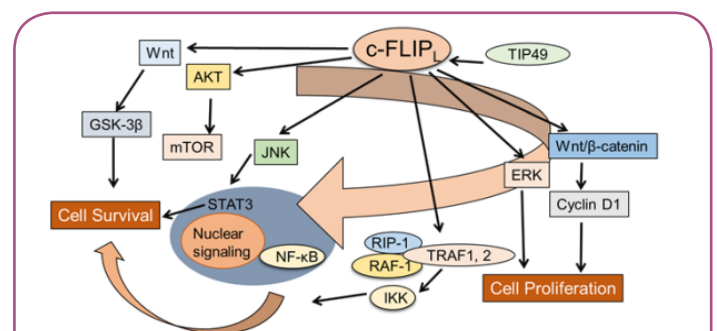 c-FLIPL
TIP49
Wnt
AKT
GSK-3β
mTOR
JNK
Wnt/β-catenin
ERK
Cyclin D1
STAT3
Cell Survival
Nuclear
signaling
NF-κB
RIP-1
TRAF1, 2
RAF-1
IKK
Cell Proliferation